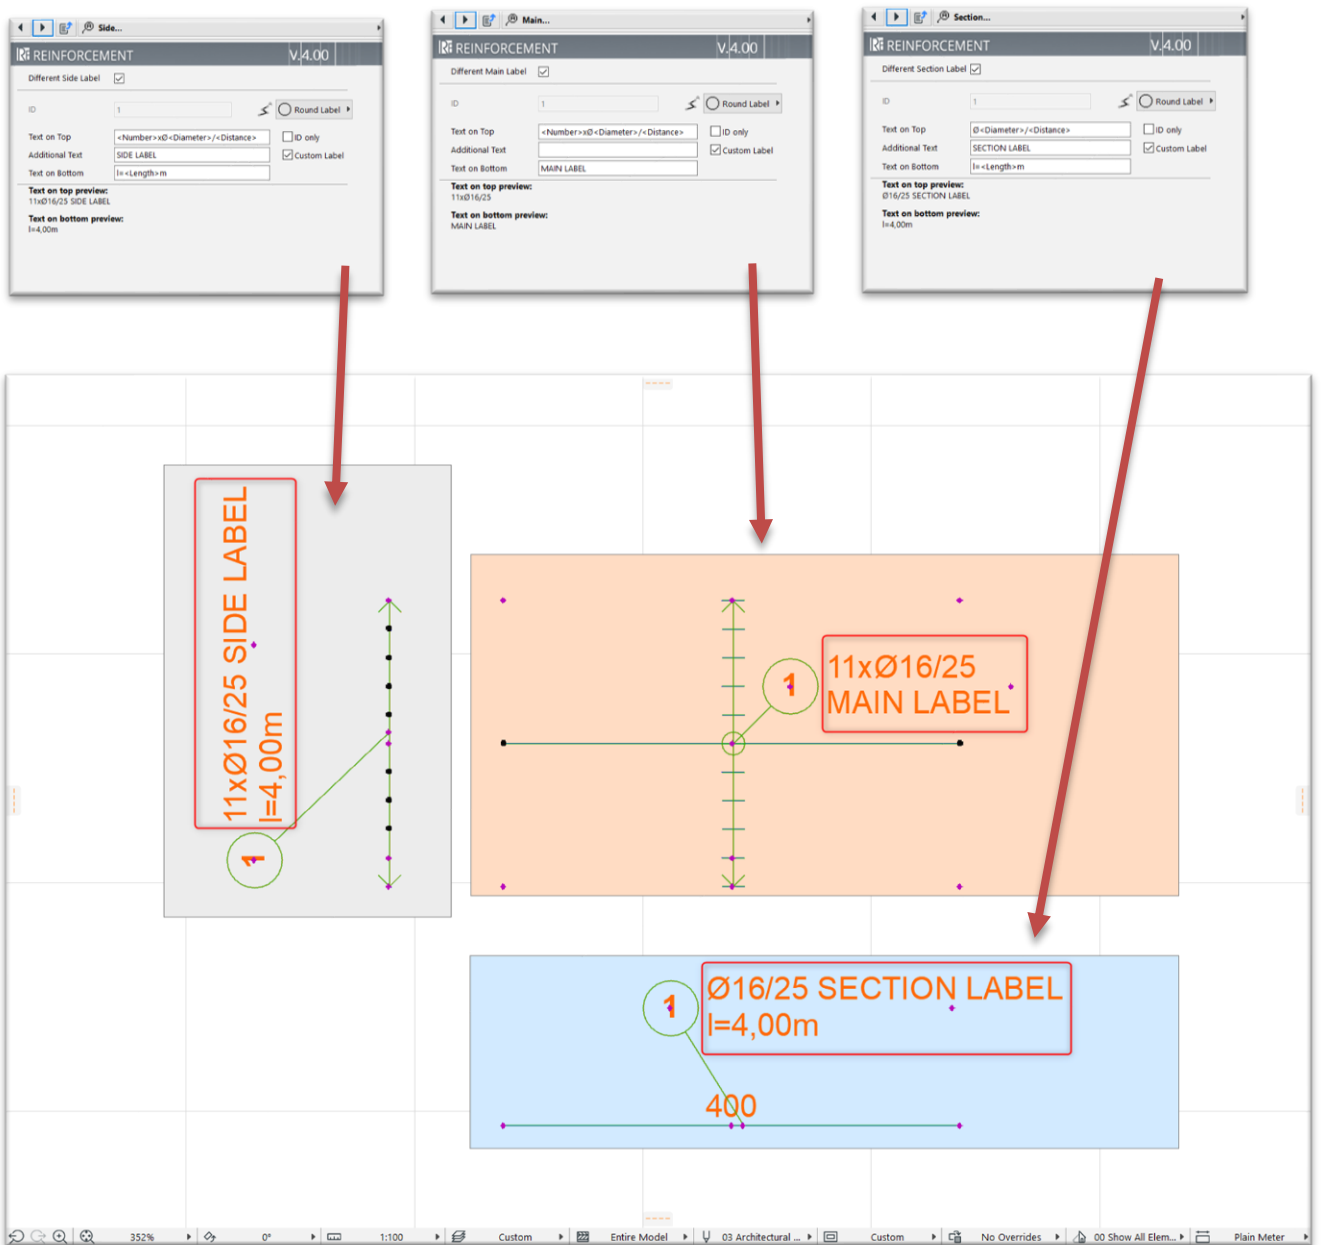 Side...
REINFORCEMENT V.4.00
Different Side Label
ID 1 Round Label
Text on Top <Number>xØ<Diameter>/<Distance> ID only
Additional Text SIDE LABEL Custom Label
Text on Bottom l=<Length>m
Text on top preview:
11xØ16/25 SIDE LABEL
Text on bottom preview:
l=4,00m
Main...
REINFORCEMENT V.4.00
Different Main Label
ID 1 Round Label
Text on Top <Number>xØ<Diameter>/<Distance> ID only
Additional Text Custom Label
Text on Bottom MAIN LABEL
Text on top preview:
11xØ16/25
Text on bottom preview:
MAIN LABEL
Section...
REINFORCEMENT V.4.00
Different Section Label
ID 1 Round Label
Text on Top Ø<Diameter>/<Distance> ID only
Additional Text SECTION LABEL Custom Label
Text on Bottom l=<Length>m
Text on top preview:
Ø16/25 SECTION LABEL
Text on bottom preview:
l=4,00m
11xØ16/25 SIDE LABEL
l=4,00m
1
1
11xØ16/25
MAIN LABEL
1
Ø16/25 SECTION LABEL
l=4,00m
400
352% 0° 1:100 Custom Entire Model 03 Architectural ... Custom No Overrides 00 Show All Elem... Plain Meter